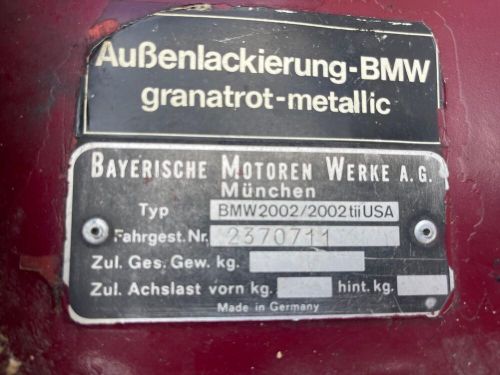 Außenlackierung-BMW
granatrot-metallic
BAYERISCHE MOTOREN WERKE A.G.
München
Typ BMW2002/2002tiiUSA
Fahrgest.Nr. 2370711
Zul. Ges. Gew. kg.
Zul. Achslast vorn kg. hint. kg.
Made in Germany